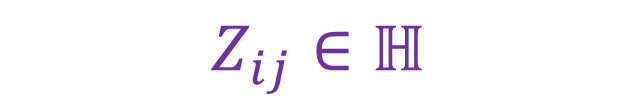 Z_{ij} ∈ ℍ